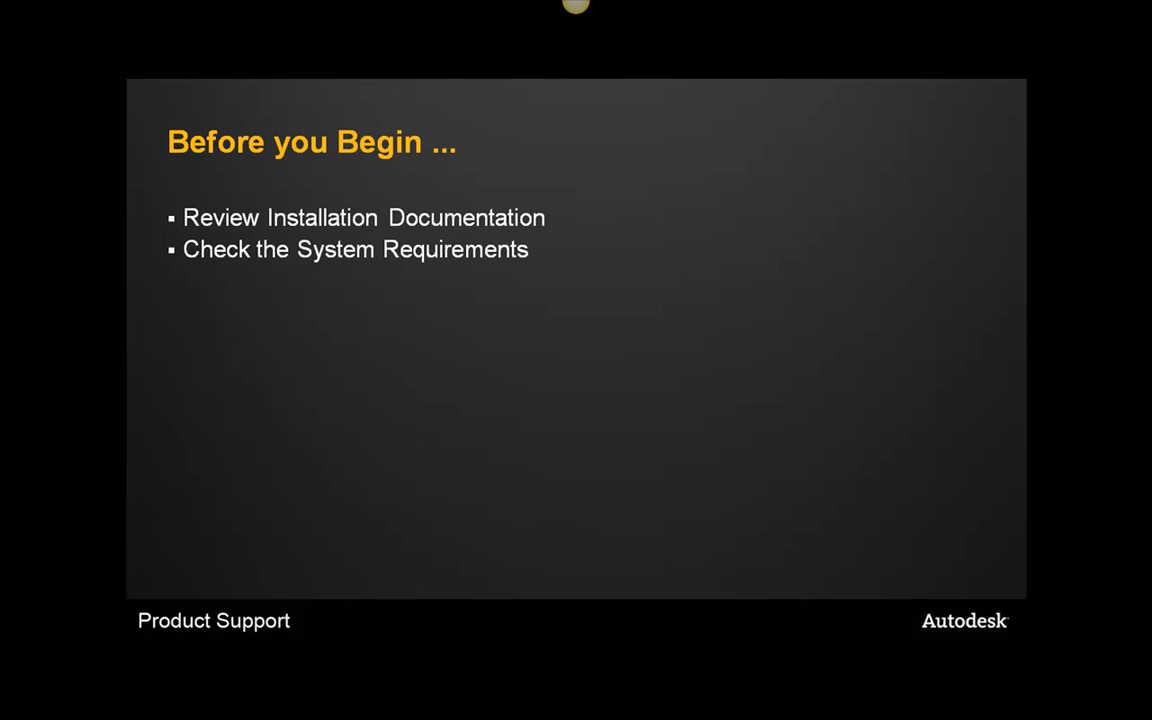 Before you Begin ...
▪ Review Installation Documentation
▪ Check the System Requirements
Product Support
Autodesk